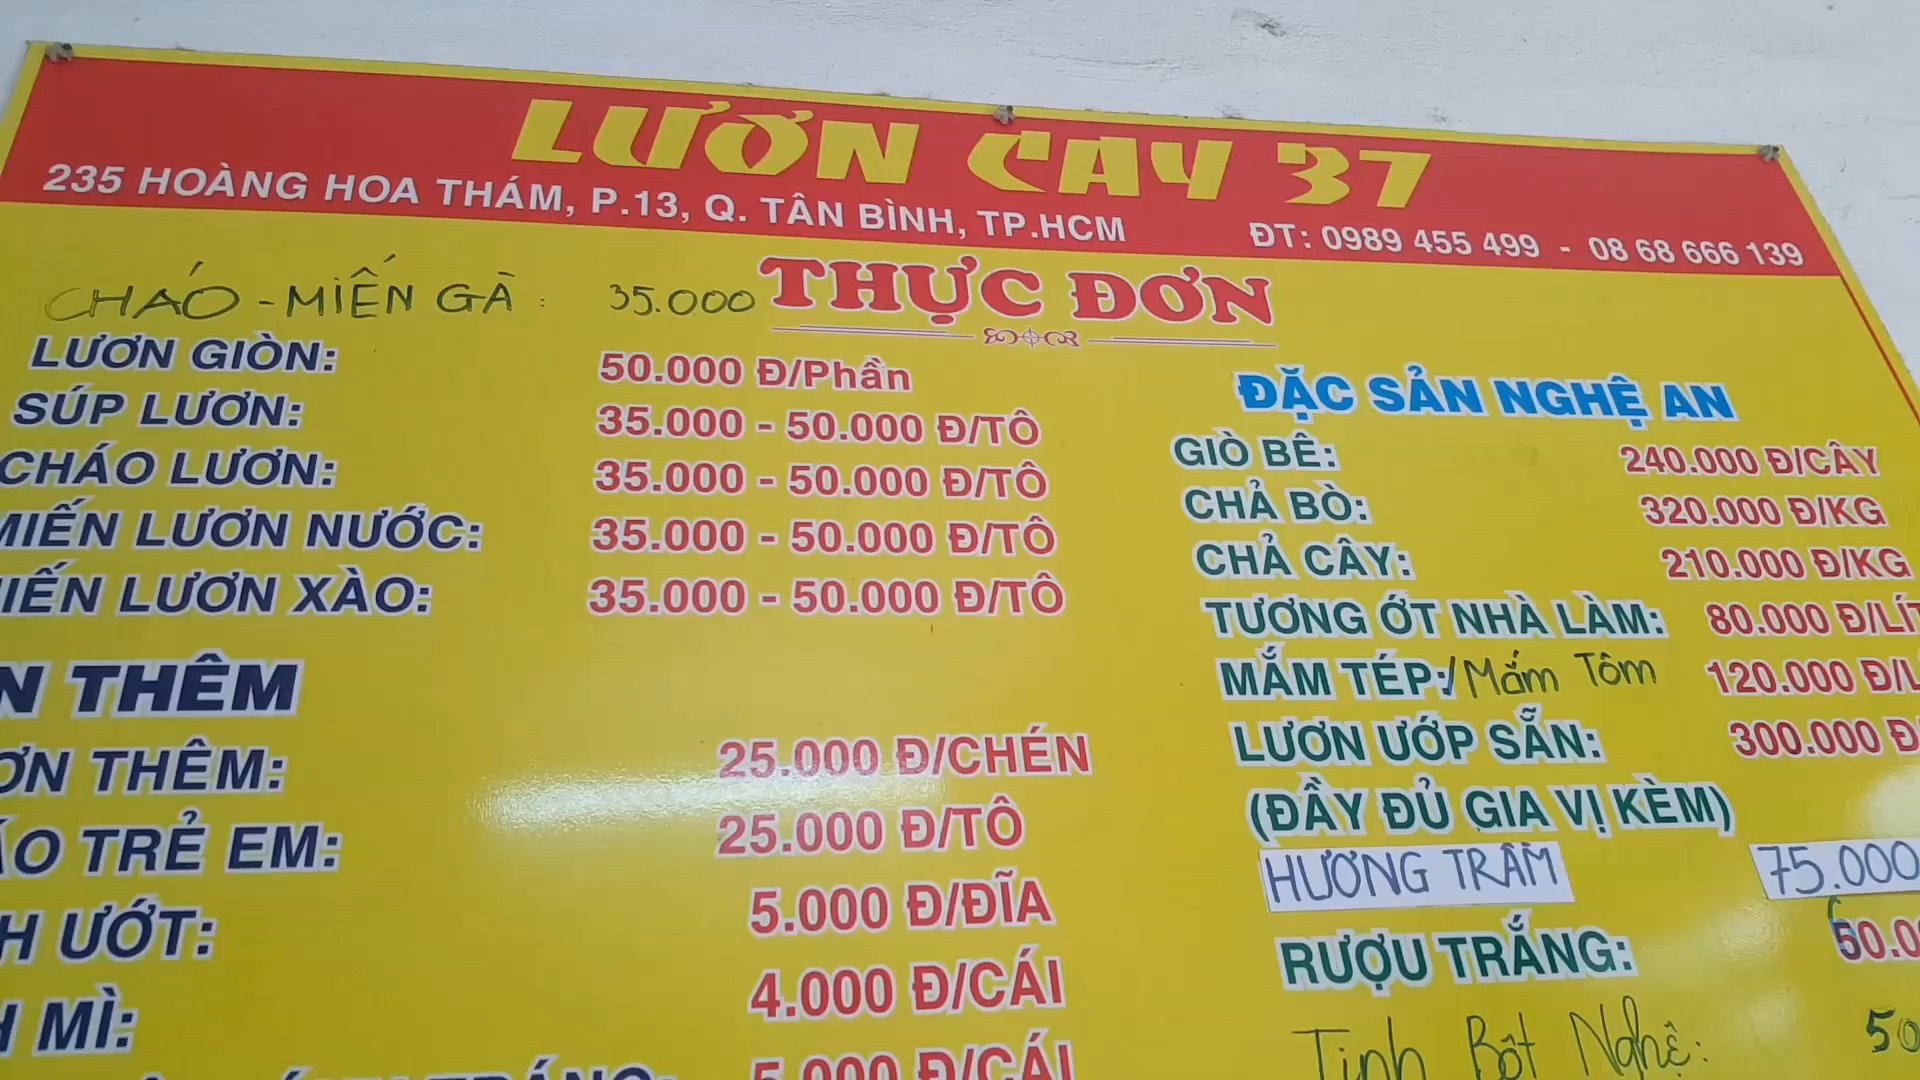 LƯƠN CAY 37
235 HOÀNG HOA THÁM, P.13, Q. TÂN BÌNH, TP.HCM ĐT: 0989 455 499 - 08 68 666 139
THỰC ĐƠN
CHÁO - MIẾN GÀ : 35.000
LƯƠN GIÒN: 50.000 Đ/Phần
SÚP LƯƠN: 35.000 - 50.000 Đ/TÔ
CHÁO LƯƠN: 35.000 - 50.000 Đ/TÔ
MIẾN LƯƠN NƯỚC: 35.000 - 50.000 Đ/TÔ
IẾN LƯƠN XÀO: 35.000 - 50.000 Đ/TÔ
N THÊM
ƠN THÊM: 25.000 Đ/CHÉN
ÁO TRẺ EM: 25.000 Đ/TÔ
H ƯỚT: 5.000 Đ/ĐĨA
H MÌ: 4.000 Đ/CÁI
5.000 Đ/CÁI
ĐẶC SẢN NGHỆ AN
GIÒ BÊ: 240.000 Đ/CÂY
CHẢ BÒ: 320.000 Đ/KG
CHẢ CÂY: 210.000 Đ/KG
TƯƠNG ỚT NHÀ LÀM: 80.000 Đ/LÍT
MẮM TÉP:/Mắm Tôm 120.000 Đ/L
LƯƠN ƯỚP SẴN: 300.000 Đ
(ĐẦY ĐỦ GIA VỊ KÈM)
HƯƠNG TRÂM 75.000
RƯỢU TRẮNG: 60.0
Tinh Bột Nghệ: 50